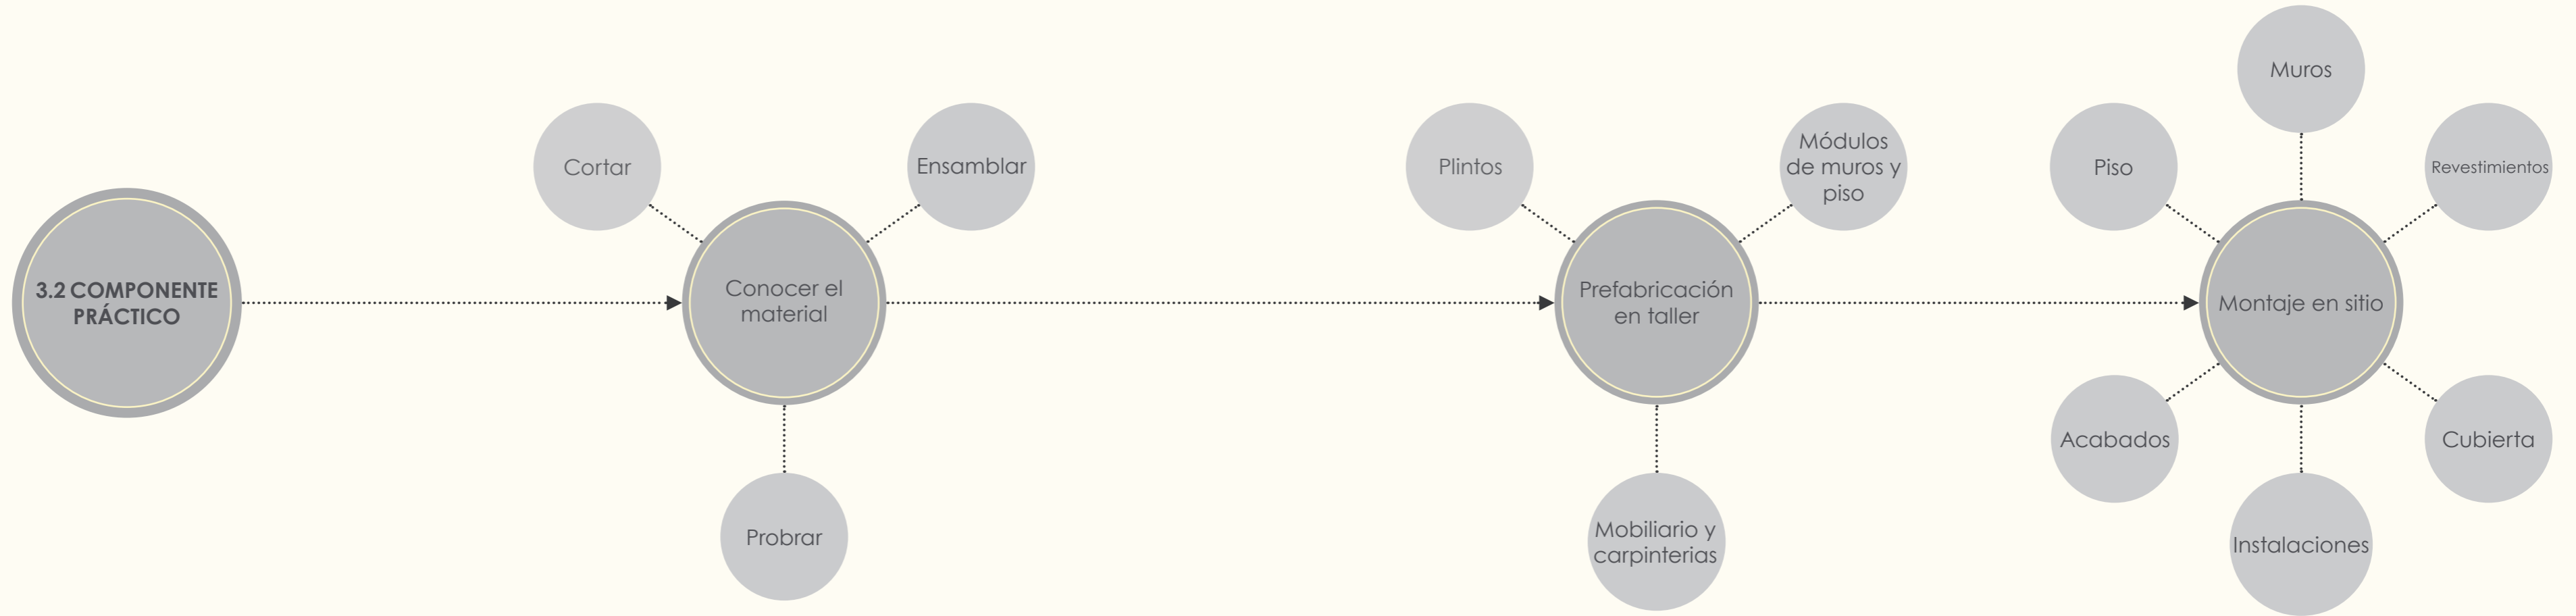 3.2 COMPONENTE
PRÁCTICO
Cortar
Ensamblar
Conocer el
material
Probrar
Plintos
Módulos
de muros y
piso
Prefabricación
en taller
Mobiliario y
carpinterias
Muros
Piso
Revestimientos
Montaje en sitio
Acabados
Cubierta
Instalaciones